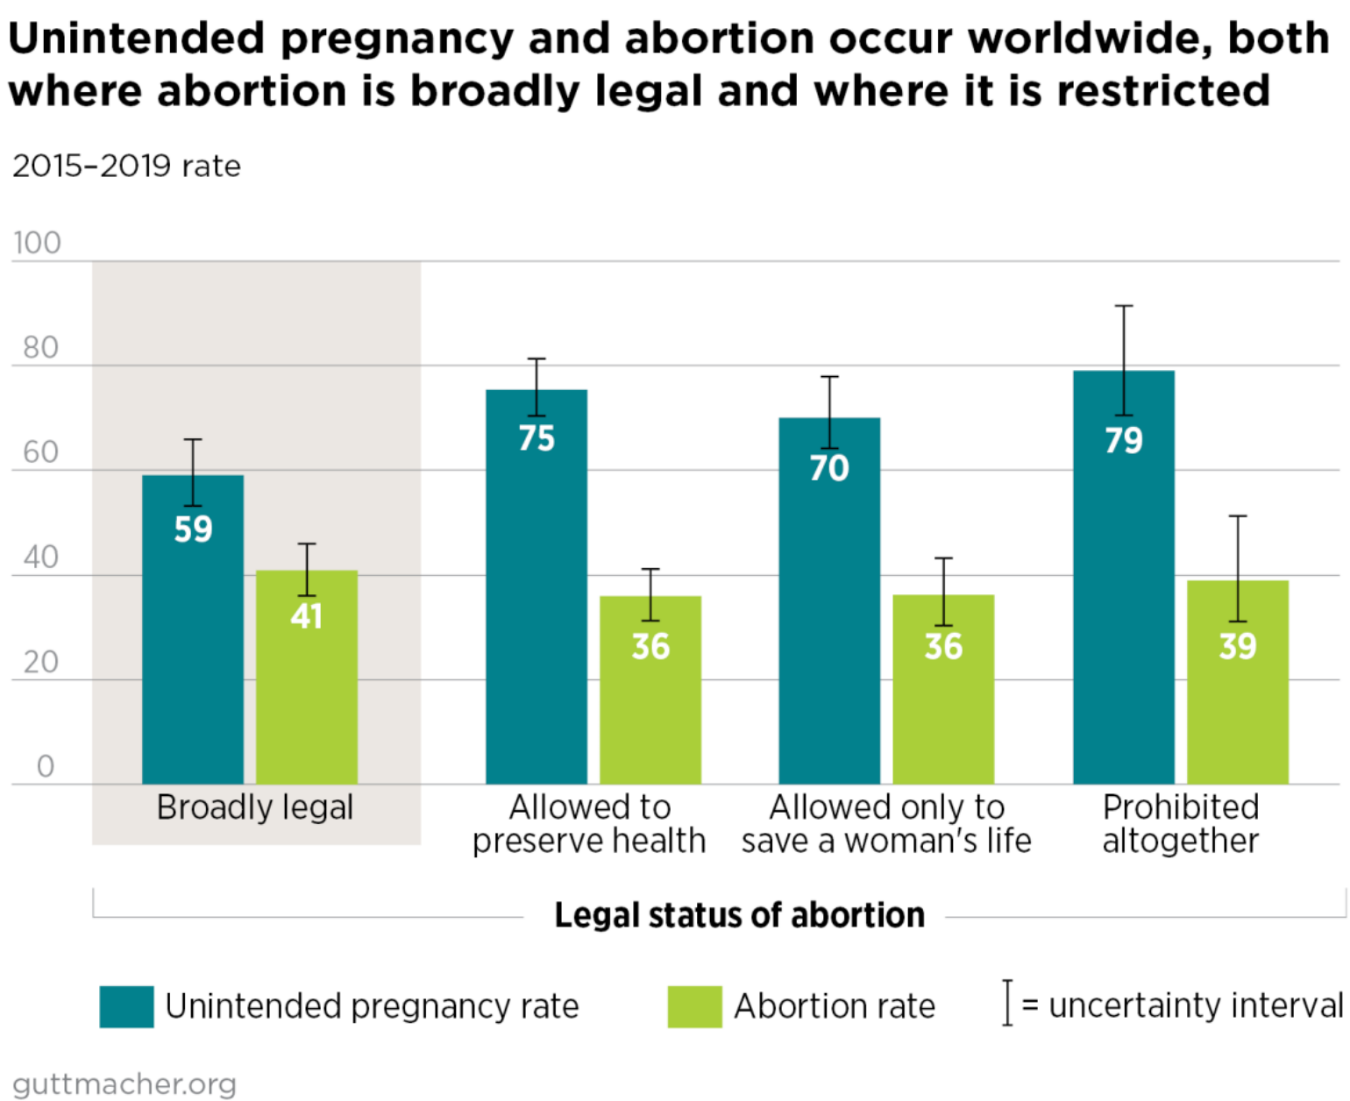 Unintended pregnancy and abortion occur worldwide, both
where abortion is broadly legal and where it is restricted
2015–2019 rate
100
80
60
40
20
0
59
41
75
36
70
36
79
39
Broadly legal
Allowed to
preserve health
Allowed only to
save a woman's life
Prohibited
altogether
Legal status of abortion
Unintended pregnancy rate
Abortion rate
= uncertainty interval
guttmacher.org